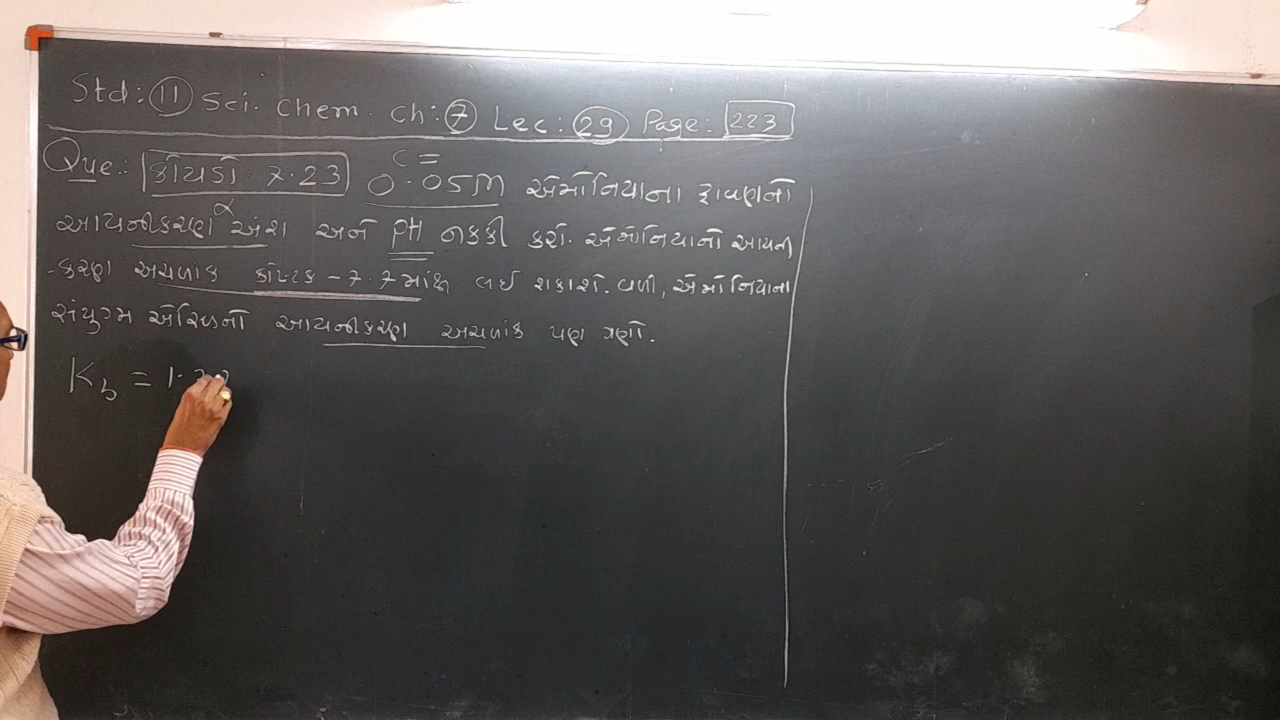 Std: 11 Sci. Chem. Ch: 7 Lec: 29 Page: 223
Que: કોયડો 7.23 C = 0.05M એમોનિયાના દ્રાવણનો
આયનીકરણ α અંશ અને pH નક્કી કરો. એમોનિયાનો આયની
-કરણ અચળાંક કોષ્ટક - 7.7માંથી લઈ શકાશે. વળી, એમોનિયાના
સંયુગ્મ એસિડનો આયનીકરણ અચળાંક પણ ગણો.
Kb = 1.